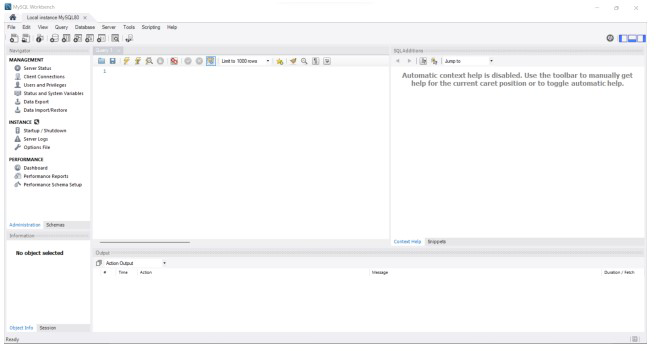 MySQL Workbench
Local instance MySQL80 ×
File Edit View Query Database Server Tools Scripting Help
Navigator
Query 1 ×
SQLAdditions
MANAGEMENT
Server Status
Client Connections
Users and Privileges
Status and System Variables
Data Export
Data Import/Restore
INSTANCE
Startup / Shutdown
Server Logs
Options File
PERFORMANCE
Dashboard
Performance Reports
Performance Schema Setup
Administration Schemas
Information
No object selected
Object Info Session
Limit to 1000 rows
1
Jump to
Automatic context help is disabled. Use the toolbar to manually get
help for the current caret position or to toggle automatic help.
Context Help Snippets
Output
Action Output
# Time Action Message Duration / Fetch
Ready